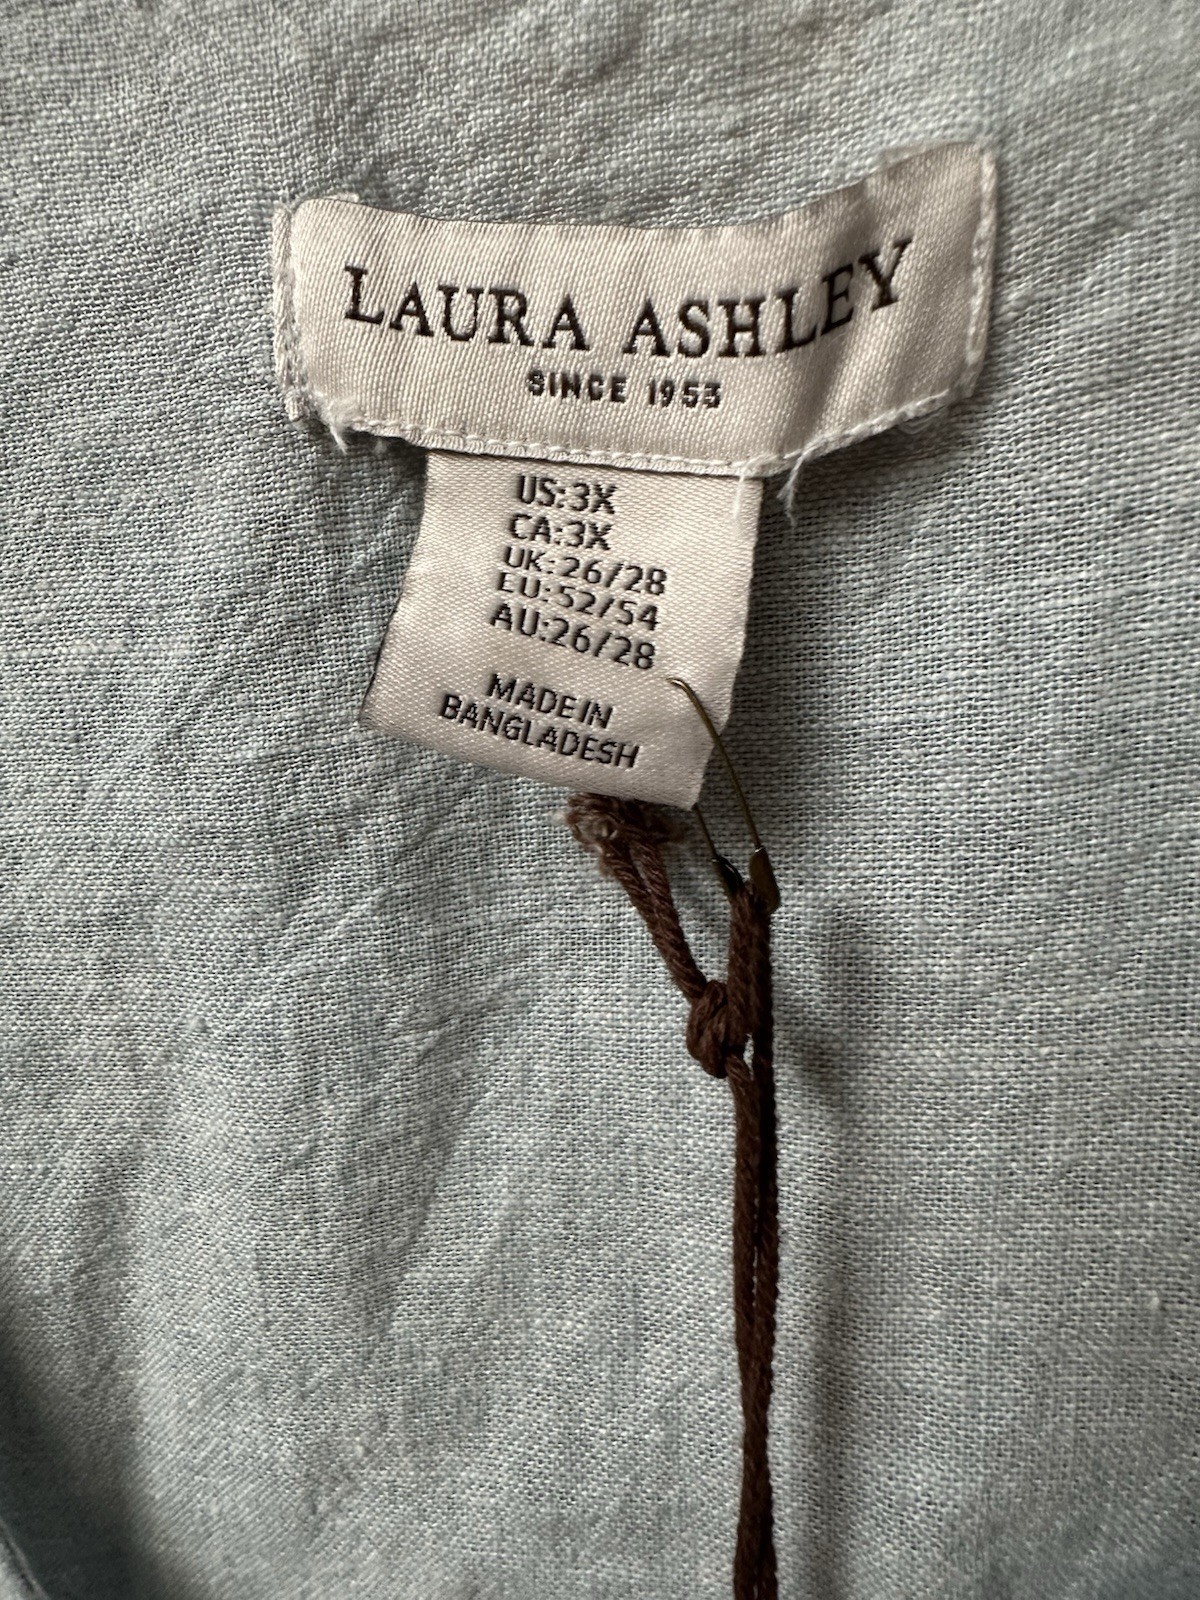 LAURA ASHLEY
SINCE 1953
US:3X
CA:3X
UK:26/28
EU:52/54
AU:26/28
MADE IN
BANGLADESH